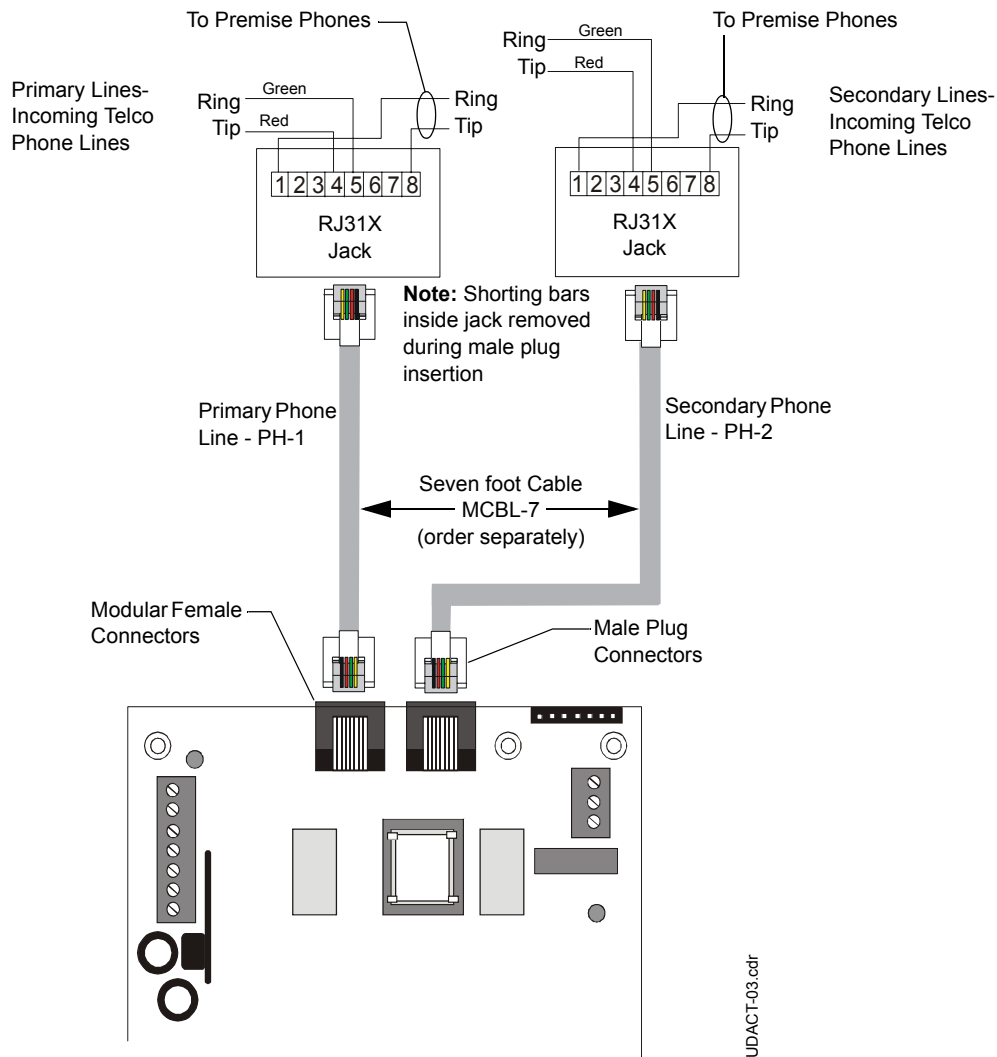 To Premise Phones
To Premise Phones
Primary Lines-
Incoming Telco
Phone Lines
Ring
Green
Tip
Red
Ring
Tip
Ring
Green
Tip
Red
Ring
Tip
Secondary Lines-
Incoming Telco
Phone Lines
1 2 3 4 5 6 7 8
RJ31X
Jack
1 2 3 4 5 6 7 8
RJ31X
Jack
Note: Shorting bars
inside jack removed
during male plug
insertion
Primary Phone
Line - PH-1
Secondary Phone
Line - PH-2
Seven foot Cable
MCBL-7
(order separately)
Modular Female
Connectors
Male Plug
Connectors
UDACT-03.cdr